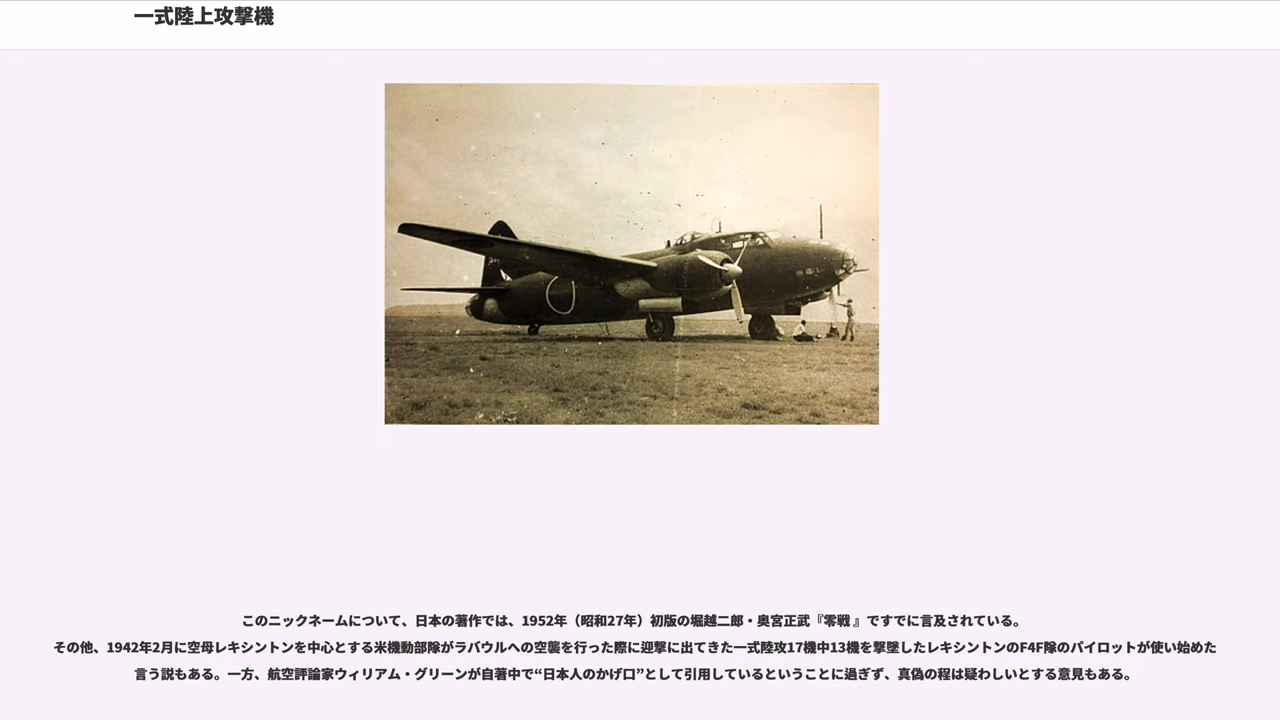 一式陸上攻撃機
このニックネームについて、日本の著作では、1952年（昭和27年）初版の堀越二郎・奥宮正武『零戦 』ですでに言及されている。
その他、1942年2月に空母レキシントンを中心とする米機動部隊がラバウルへの空襲を行った際に迎撃に出てきた一式陸攻17機中13機を撃墜したレキシントンのF4F隊のパイロットが使い始めた
言う説もある。一方、航空評論家ウィリアム・グリーンが自著中で“日本人のかげ口”として引用しているということに過ぎず、真偽の程は疑わしいとする意見もある。